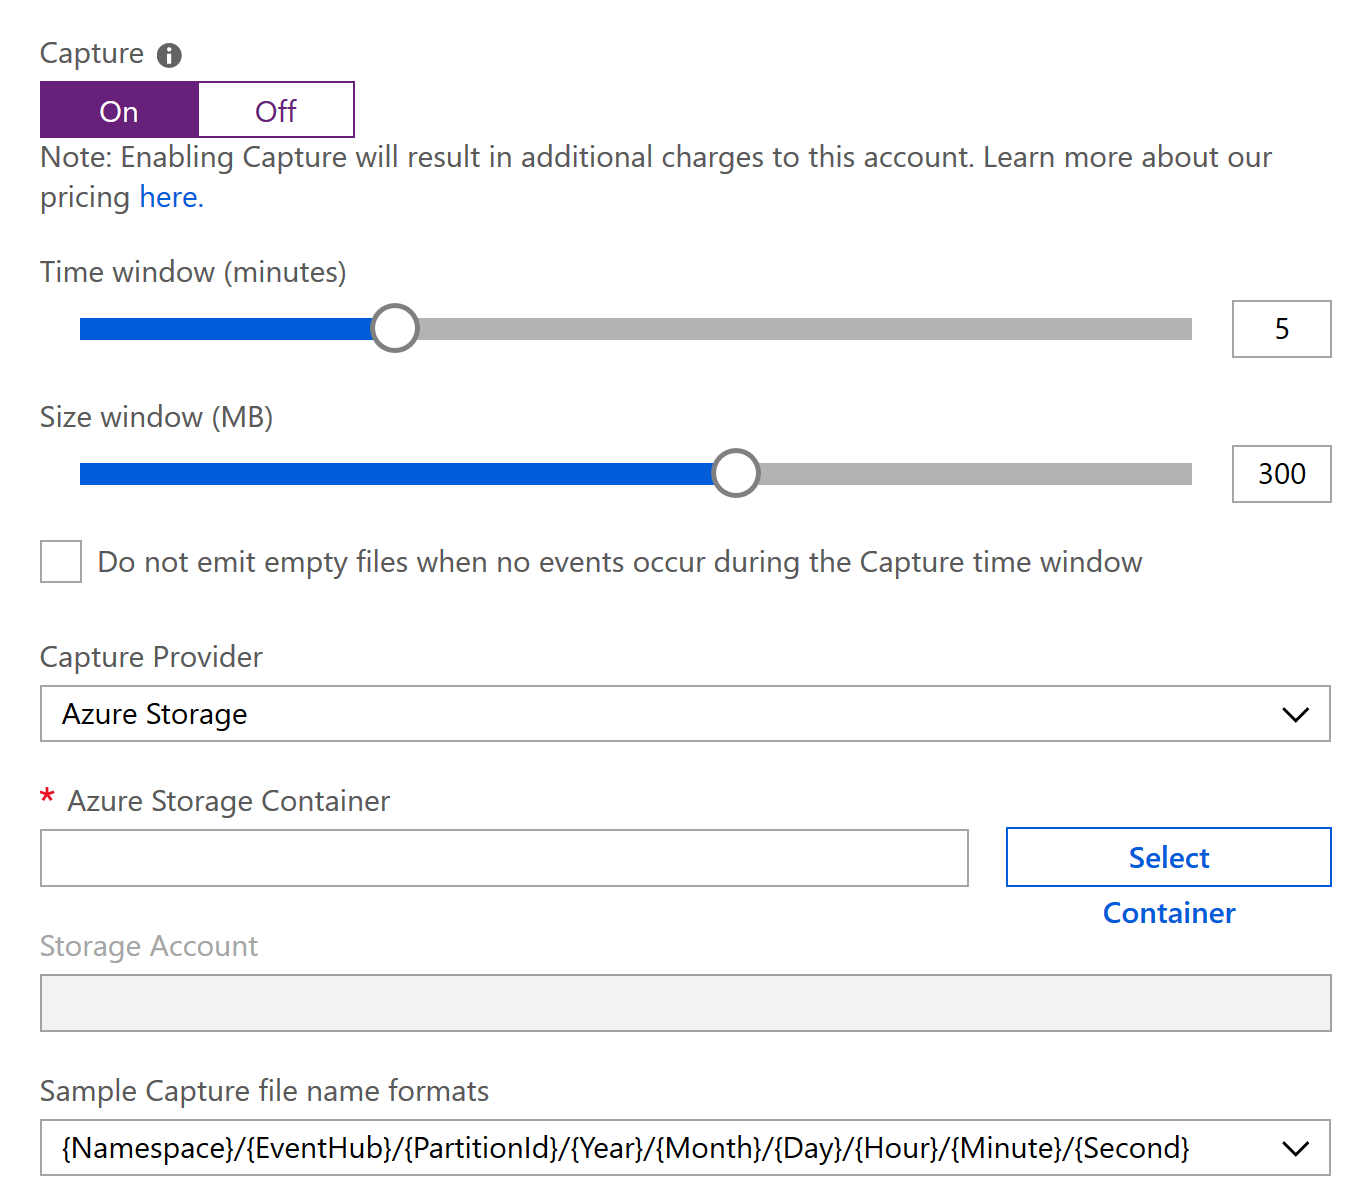 Capture
On Off
Note: Enabling Capture will result in additional charges to this account. Learn more about our
pricing here.
Time window (minutes)
5
Size window (MB)
300
Do not emit empty files when no events occur during the Capture time window
Capture Provider
Azure Storage
* Azure Storage Container
Select
Container
Storage Account
Sample Capture file name formats
{Namespace}/{EventHub}/{PartitionId}/{Year}/{Month}/{Day}/{Hour}/{Minute}/{Second}